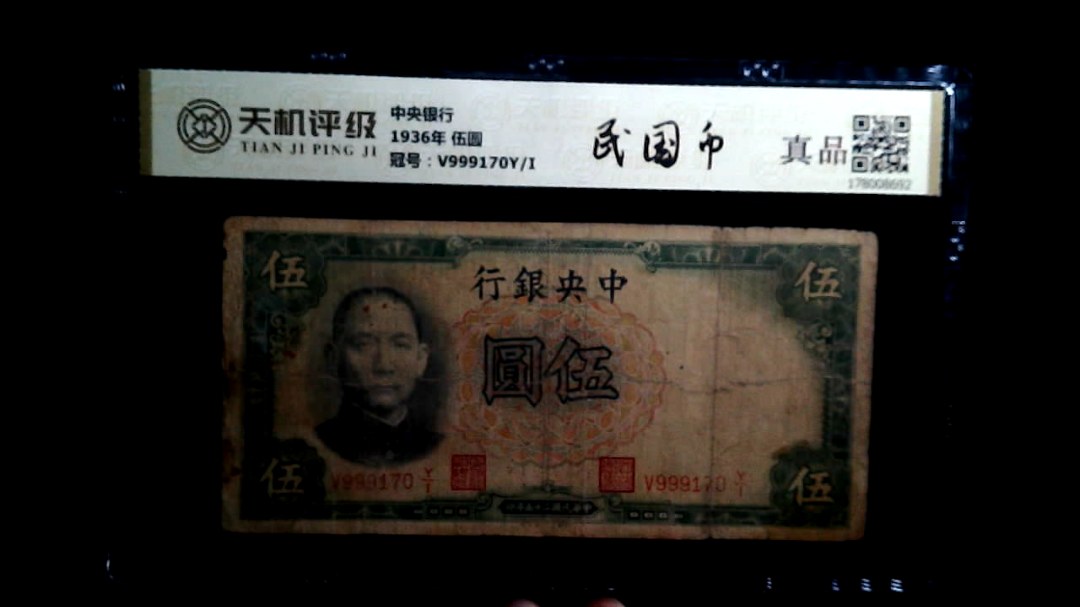 天机评级
TIAN JI PING JI
中央银行
1936年 伍圆
冠号：V999170Y/I
民国币
真品
178008692
伍
行銀央中
伍
圓伍
伍
V999170 Y/I
V999170 Y/I
伍